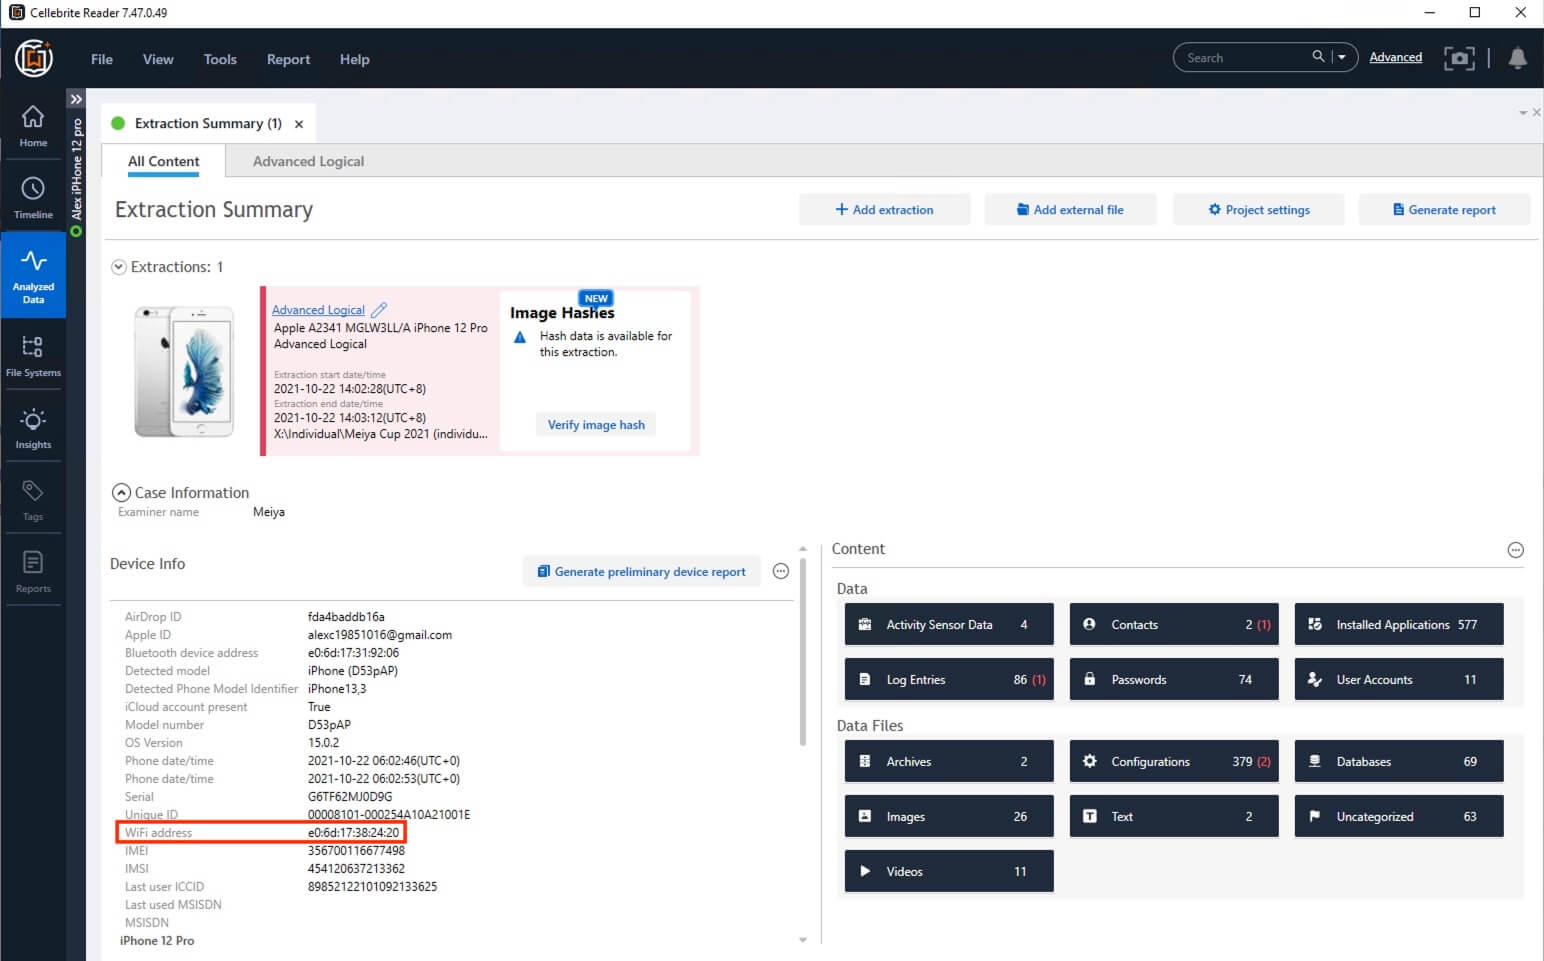 Cellebrite Reader 7.47.0.49
File View Tools Report Help
Search
Advanced
Home
Timeline
Analyzed
Data
File Systems
Insights
Tags
Reports
Alex iPHone 12 pro
Extraction Summary (1)
All Content
Advanced Logical
Extraction Summary
Add extraction
Add external file
Project settings
Generate report
Extractions: 1
Advanced Logical
Apple A2341 MGLW3LL/A iPhone 12 Pro
Advanced Logical
Extraction start date/time
2021-10-22 14:02:28(UTC+8)
Extraction end date/time
2021-10-22 14:03:12(UTC+8)
X:\Individual\Meiya Cup 2021 (individu...
NEW
Image Hashes
Hash data is available for
this extraction.
Verify image hash
Case Information
Examiner name Meiya
Device Info
Generate preliminary device report
AirDrop ID fda4baddb16a
Apple ID alexc19851016@gmail.com
Bluetooth device address e0:6d:17:31:92:06
Detected model iPhone (D53pAP)
Detected Phone Model Identifier iPhone13,3
iCloud account present True
Model number D53pAP
OS Version 15.0.2
Phone date/time 2021-10-22 06:02:46(UTC+0)
Phone date/time 2021-10-22 06:02:53(UTC+0)
Serial G6TF62MJ0D9G
Unique ID 00008101-000254A10A21001E
WiFi address e0:6d:17:38:24:20
IMEI 356700116677498
IMSI 454120637213362
Last user ICCID 89852122101092133625
Last used MSISDN
MSISDN
iPhone 12 Pro
Content
Data
Activity Sensor Data 4
Contacts 2 (1)
Installed Applications 577
Log Entries 86 (1)
Passwords 74
User Accounts 11
Data Files
Archives 2
Configurations 379 (2)
Databases 69
Images 26
Text 2
Uncategorized 63
Videos 11